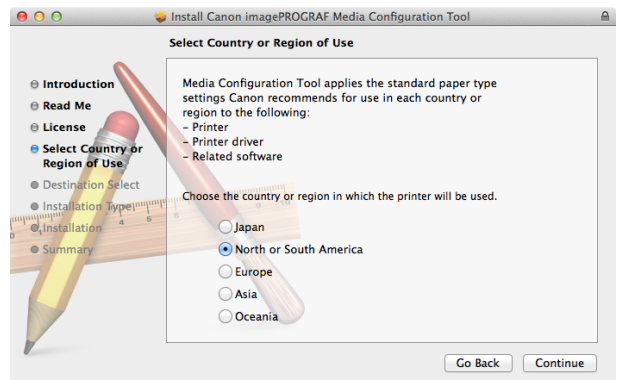 Install Canon imagePROGRAF Media Configuration Tool
Select Country or Region of Use
Introduction
Read Me
License
Select Country or
Region of Use
Destination Select
Installation Type
Installation
Summary
Media Configuration Tool applies the standard paper type
settings Canon recommends for use in each country or
region to the following:
– Printer
– Printer driver
– Related software
Choose the country or region in which the printer will be used.
Japan
North or South America
Europe
Asia
Oceania
4 5 6
Go Back Continue